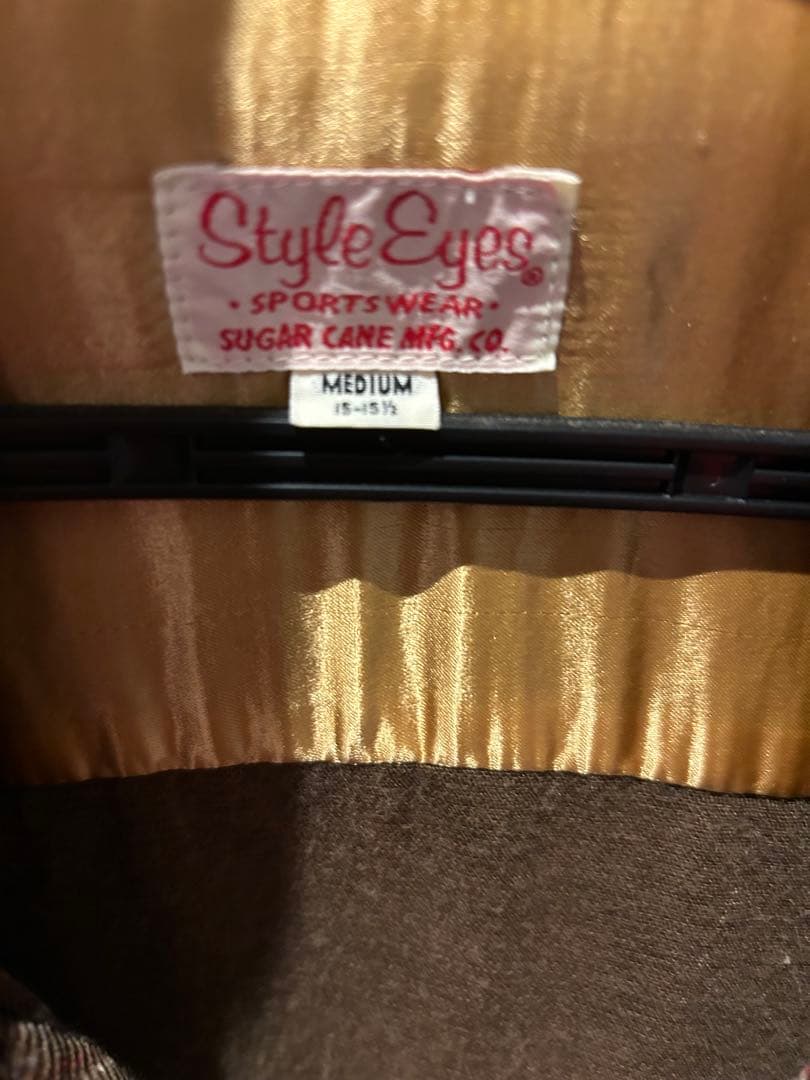 Style Eyes®
• SPORTSWEAR •
SUGAR CANE MFG. CO.
MEDIUM
15-15½